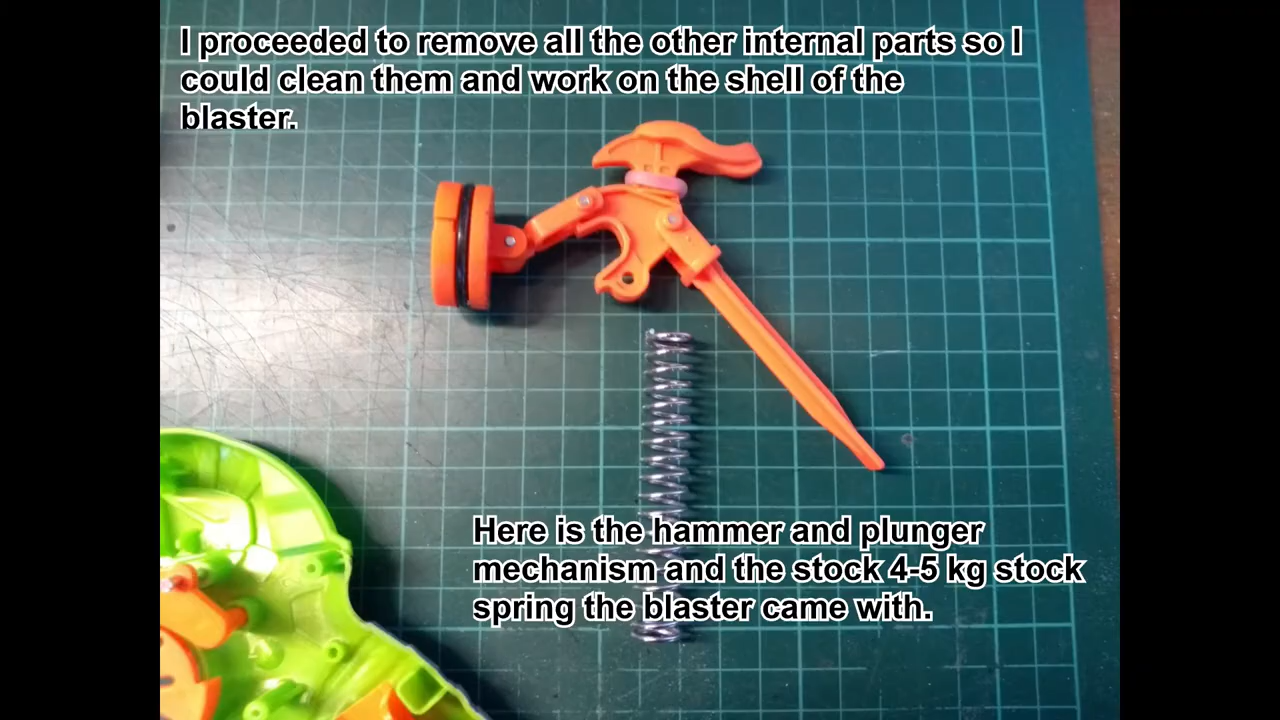 I proceeded to remove all the other internal parts so I
could clean them and work on the shell of the
blaster.
Here is the hammer and plunger
mechanism and the stock 4-5 kg stock
spring the blaster came with.